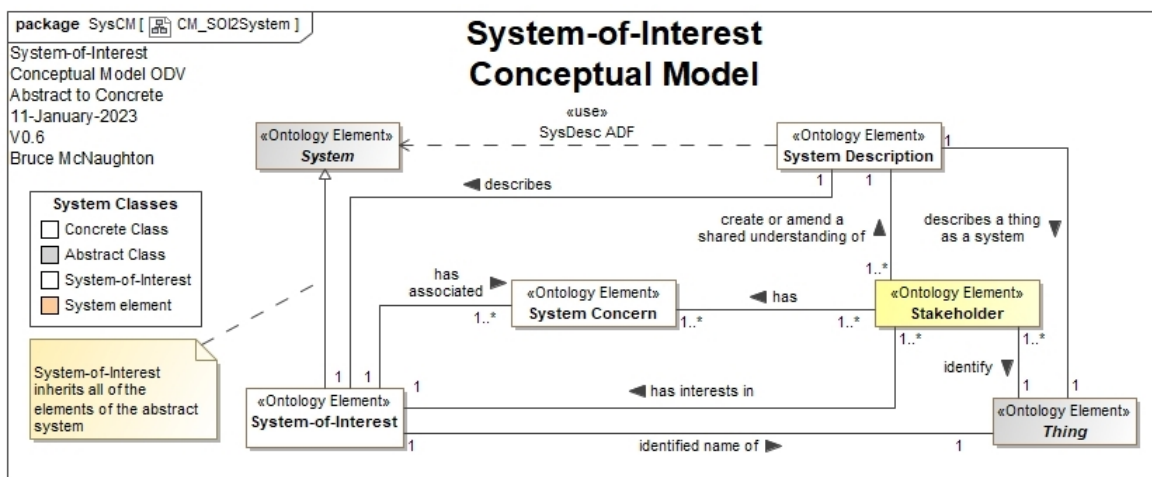 package SysCM [ CM_SOI2System ]
System-of-Interest
Conceptual Model
System-of-Interest
Conceptual Model ODV
Abstract to Concrete
11-January-2023
V0.6
Bruce McNaughton
«use»
SysDesc ADF
«Ontology Element»
System
«Ontology Element»
System Description
1
1
1
describes
System Classes
Concrete Class
Abstract Class
System-of-Interest
System element
create or amend a
shared understanding of
describes a thing
as a system
1..*
has
associated
1..*
«Ontology Element»
System Concern
1..*
has
1..*
«Ontology Element»
Stakeholder
1..*
1..*
identify
System-of-Interest
inherits all of the
elements of the abstract
system
1
1
1
has interests in
1
1
«Ontology Element»
System-of-Interest
1
identified name of
1
«Ontology Element»
Thing